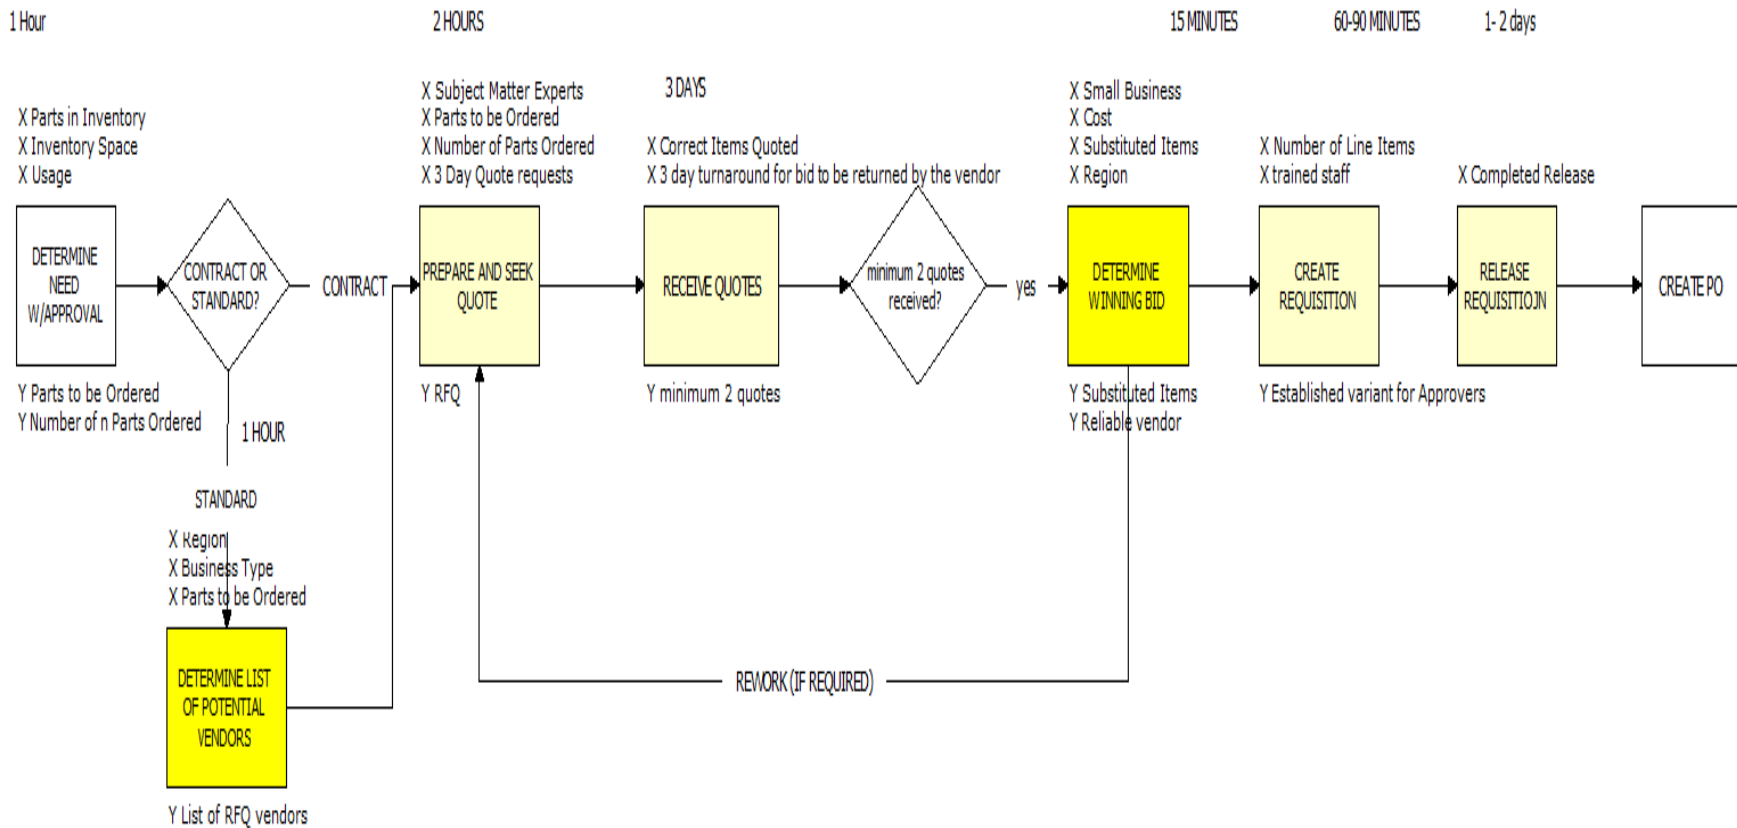 1 Hour
2 HOURS
15 MINUTES
60-90 MINUTES
1- 2 days
3 DAYS
X Parts in Inventory
X Inventory Space
X Usage
DETERMINE
NEED
W/APPROVAL
Y Parts to be Ordered
Y Number of n Parts Ordered
CONTRACT OR
STANDARD?
CONTRACT
1 HOUR
STANDARD
X Region
X Business Type
X Parts to be Ordered
DETERMINE LIST
OF POTENTIAL
VENDORS
Y List of RFQ vendors
X Subject Matter Experts
X Parts to be Ordered
X Number of Parts Ordered
X 3 Day Quote requests
PREPARE AND SEEK
QUOTE
Y RFQ
X Correct Items Quoted
X 3 day turnaround for bid to be returned by the vendor
RECEIVE QUOTES
Y minimum 2 quotes
minimum 2 quotes
received?
yes
X Small Business
X Cost
X Substituted Items
X Region
DETERMINE
WINNING BID
Y Substituted Items
Y Reliable vendor
REWORK (IF REQUIRED)
X Number of Line Items
X trained staff
CREATE
REQUISITION
Y Established variant for Approvers
X Completed Release
RELEASE
REQUISITIOJN
CREATE PO